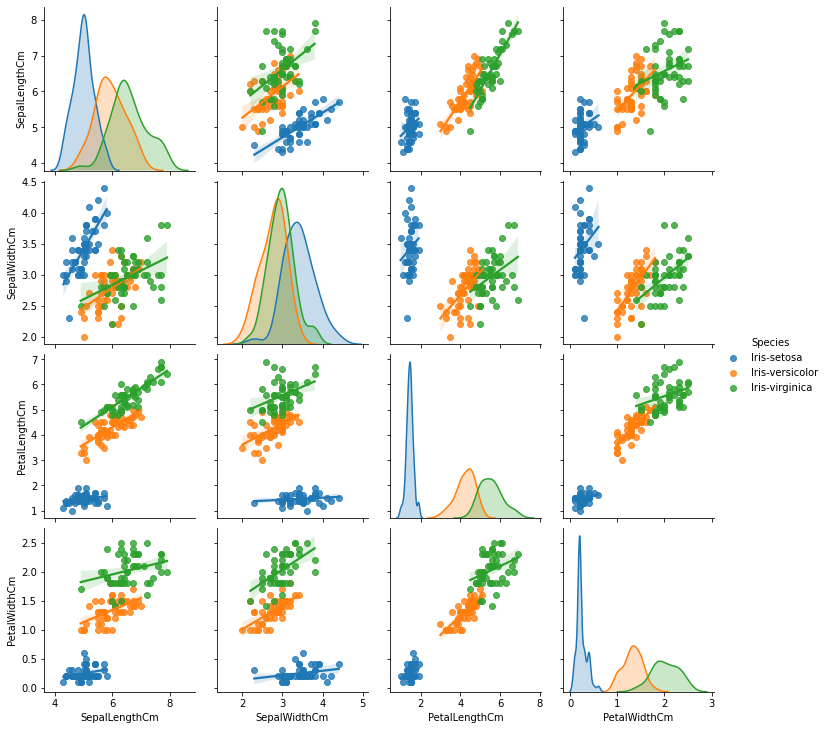 SepalLengthCm
8
7
6
5
4
SepalWidthCm
4.5
4.0
3.5
3.0
2.5
2.0
PetalLengthCm
7
6
5
4
3
2
1
PetalWidthCm
2.5
2.0
1.5
1.0
0.5
0.0
4 6 8
SepalLengthCm
2 3 4 5
SepalWidthCm
2 4 6 8
PetalLengthCm
0 1 2 3
PetalWidthCm
Species
Iris-setosa
Iris-versicolor
Iris-virginica